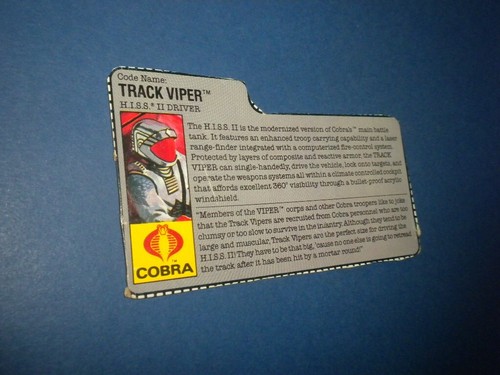 Code Name:
TRACK VIPER™
H.I.S.S.® II DRIVER
The H.I.S.S. II is the modernized version of Cobra's™ main battle
tank. It features an enhanced troop carrying capability and a laser
range-finder integrated with a computerized fire-control system.
Protected by layers of composite and reactive armor, the TRACK
VIPER can single-handedly, drive the vehicle, lock onto targets, and
operate the weapons systems all within a climate controlled cockpit
that affords excellent 360° visibility through a bullet-proof acrylic
windshield.
"Members of the VIPER™ corps and other Cobra troopers like to joke
that the Track Vipers are recruited from Cobra personnel who are too
clumsy or too slow to survive in the infantry. Although they tend to be
large and muscular, Track Vipers are the perfect size for driving the
H.I.S.S. II! They have to be that big, 'cause no one else is going to retread
the track after it has been hit by a mortar round!"
™
COBRA